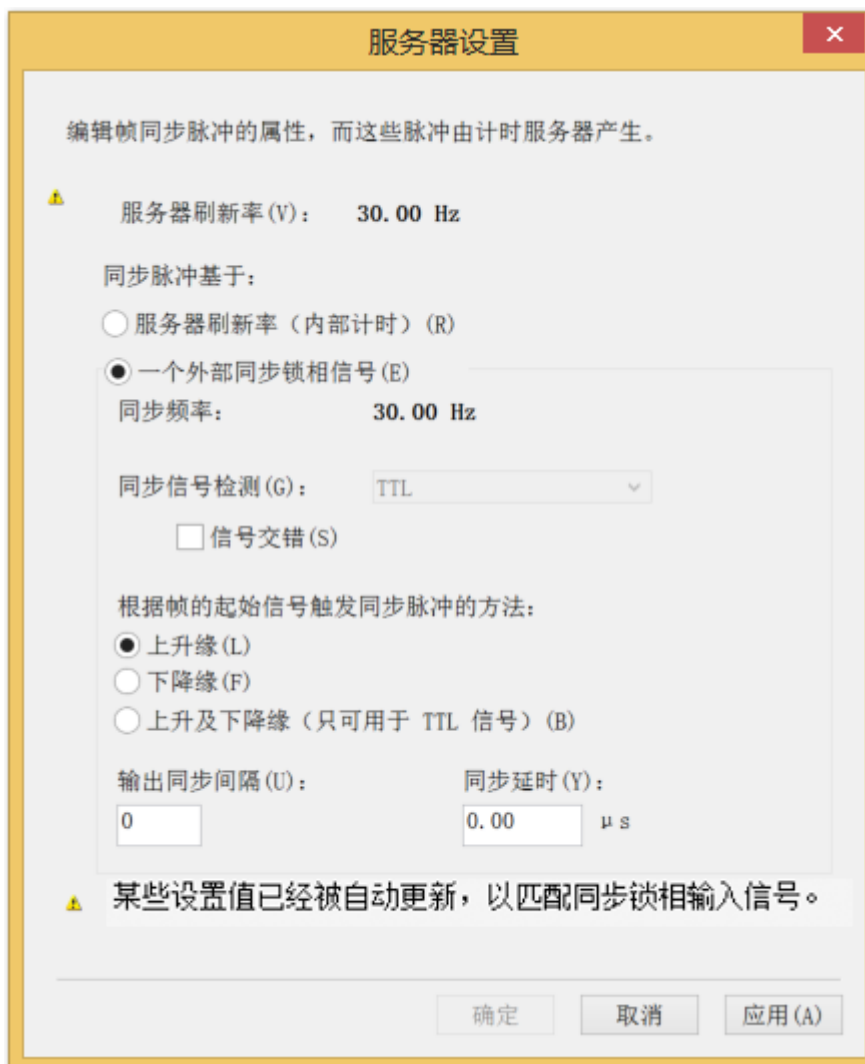 服务器设置
编辑帧同步脉冲的属性，而这些脉冲由计时服务器产生。
服务器刷新率(V)： 30.00 Hz
同步脉冲基于：
服务器刷新率（内部计时）(R)
一个外部同步锁相信号(E)
同步频率： 30.00 Hz
同步信号检测(G)： TTL
信号交错(S)
根据帧的起始信号触发同步脉冲的方法：
上升缘(L)
下降缘(F)
上升及下降缘（只可用于 TTL 信号）(B)
输出同步间隔(U)： 同步延时(Y)：
0 0.00 μs
某些设置值已经被自动更新，以匹配同步锁相输入信号。
确定 取消 应用(A)